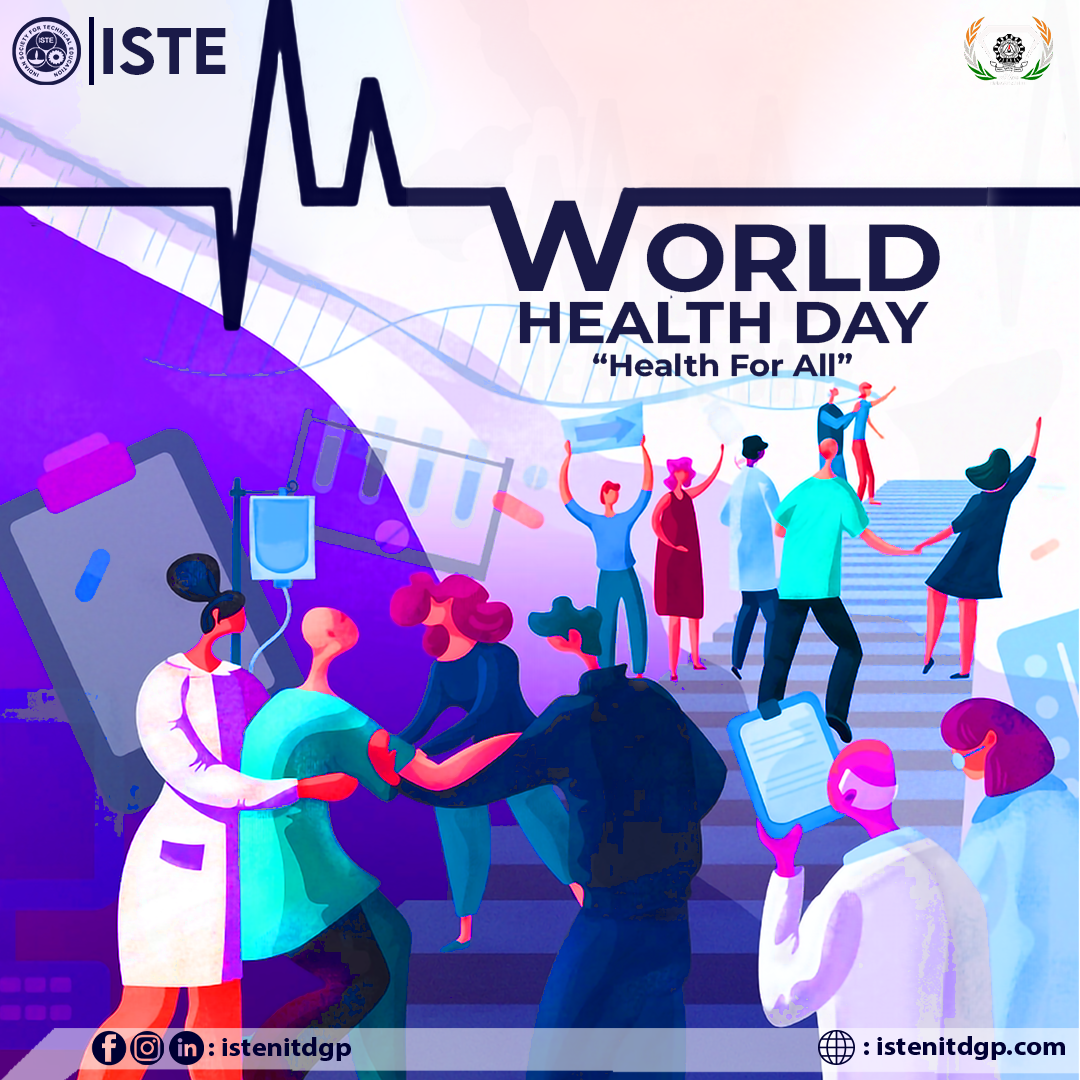 INDIAN SOCIETY FOR TECHNICAL EDUCATION
ISTE
ISTE
WORLD
HEALTH DAY
“Health For All”
: istenitdgp
: istenitdgp.com